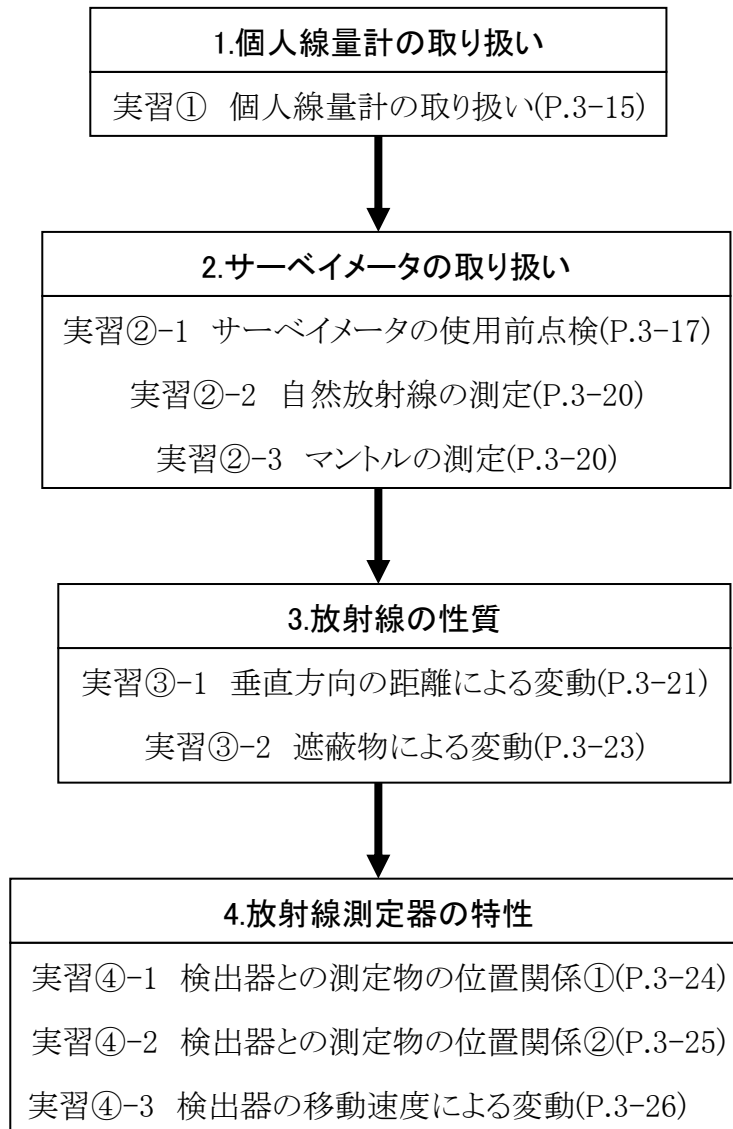 1.個人線量計の取り扱い
実習① 個人線量計の取り扱い(P.3-15)
2.サーベイメータの取り扱い
実習②-1 サーベイメータの使用前点検(P.3-17)
実習②-2 自然放射線の測定(P.3-20)
実習②-3 マントルの測定(P.3-20)
3.放射線の性質
実習③-1 垂直方向の距離による変動(P.3-21)
実習③-2 遮蔽物による変動(P.3-23)
4.放射線測定器の特性
実習④-1 検出器との測定物の位置関係①(P.3-24)
実習④-2 検出器との測定物の位置関係②(P.3-25)
実習④-3 検出器の移動速度による変動(P.3-26)